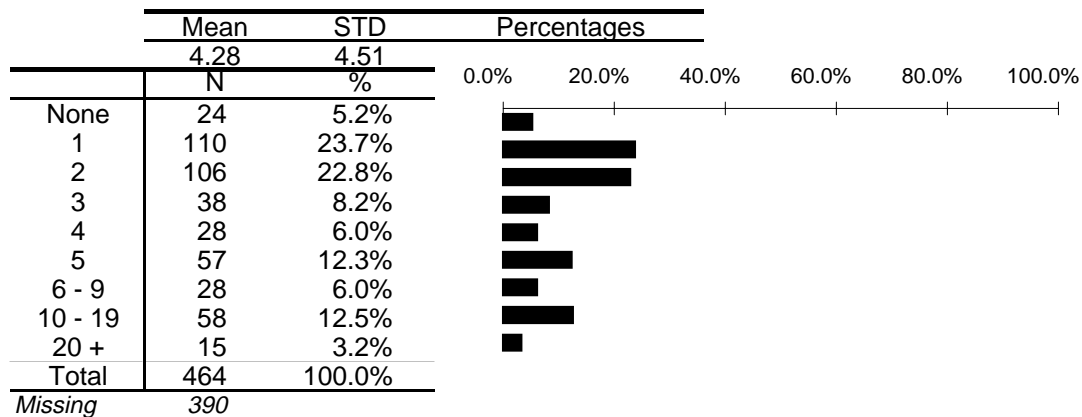 Mean STD Percentages
4.28 4.51
N % 0.0% 20.0% 40.0% 60.0% 80.0% 100.0%
None 24 5.2%
1 110 23.7%
2 106 22.8%
3 38 8.2%
4 28 6.0%
5 57 12.3%
6 - 9 28 6.0%
10 - 19 58 12.5%
20 + 15 3.2%
Total 464 100.0%
Missing 390